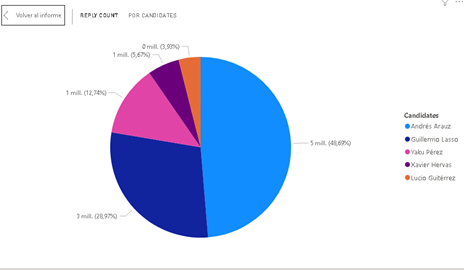 Volver al informe
REPLY COUNT
FOR CANDIDATES
0 mill. (3,93%)
1 mill. (5,67%)
1 mill. (12,74%)
5 mill. (48,69%)
3 mill. (28,97%)
Candidates
Andrés Arauz
Guillermo Lasso
Yaku Pérez
Xavier Hervas
Lucio Gutiérrez